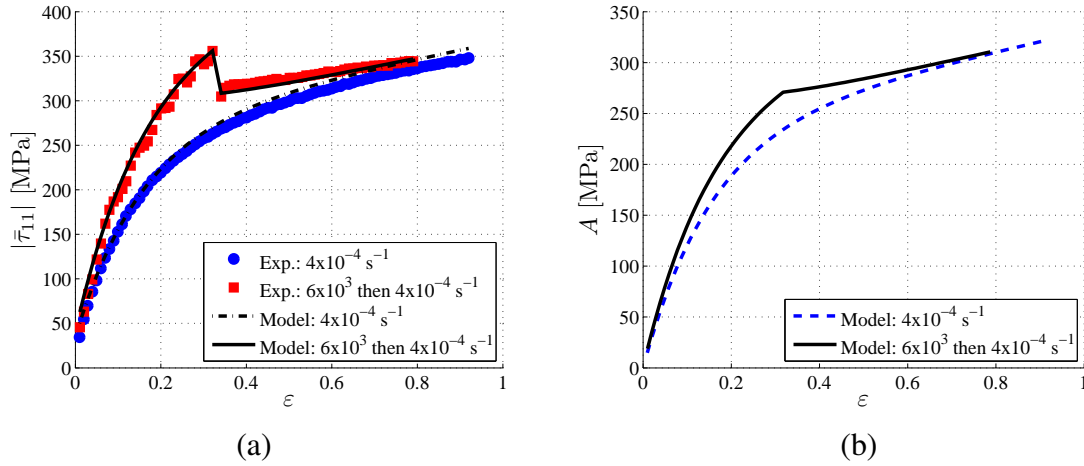 400
350
300
250
200
150
100
50
0
|τ̄₁₁| [MPa]
0 0.2 0.4 0.6 0.8 1
ε
Exp.: 4x10⁻⁴ s⁻¹
Exp.: 6x10³ then 4x10⁻⁴ s⁻¹
Model: 4x10⁻⁴ s⁻¹
Model: 6x10³ then 4x10⁻⁴ s⁻¹
(a)
350
300
250
200
150
100
50
0
A [MPa]
0 0.2 0.4 0.6 0.8 1
ε
Model: 4x10⁻⁴ s⁻¹
Model: 6x10³ then 4x10⁻⁴ s⁻¹
(b)